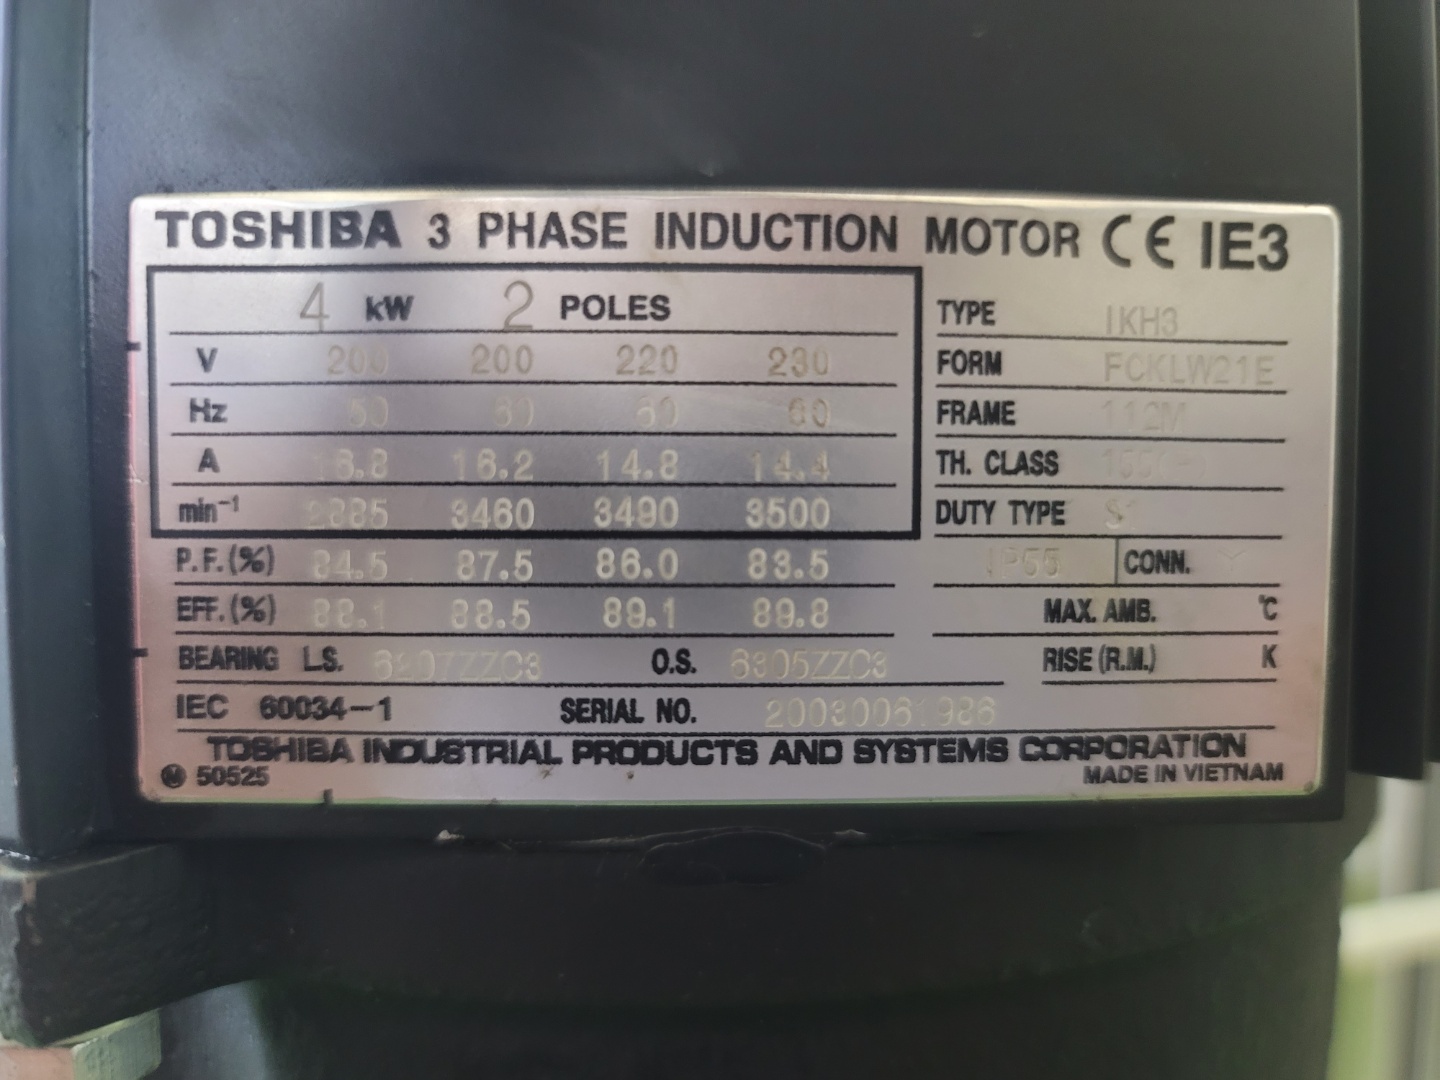 TOSHIBA 3 PHASE INDUCTION MOTOR CE IE3
4 kW 2 POLES
V 200 200 220 230
Hz 50 60 60 60
A 16.8 16.2 14.8 14.4
min-1 2885 3460 3490 3500
P.F.(%) 84.5 87.5 86.0 83.5
EFF.(%) 88.1 88.5 89.1 89.8
BEARING L.S. 6207ZZC3 O.S. 6305ZZC3
IEC 60034-1 SERIAL NO. 20030061986
TYPE IKH3
FORM FCKLW21E
FRAME 112M
TH. CLASS
DUTY TYPE S1
IP55 CONN. Y
MAX. AMB. °C
RISE (R.M.) K
TOSHIBA INDUSTRIAL PRODUCTS AND SYSTEMS CORPORATION
M 50525 MADE IN VIETNAM